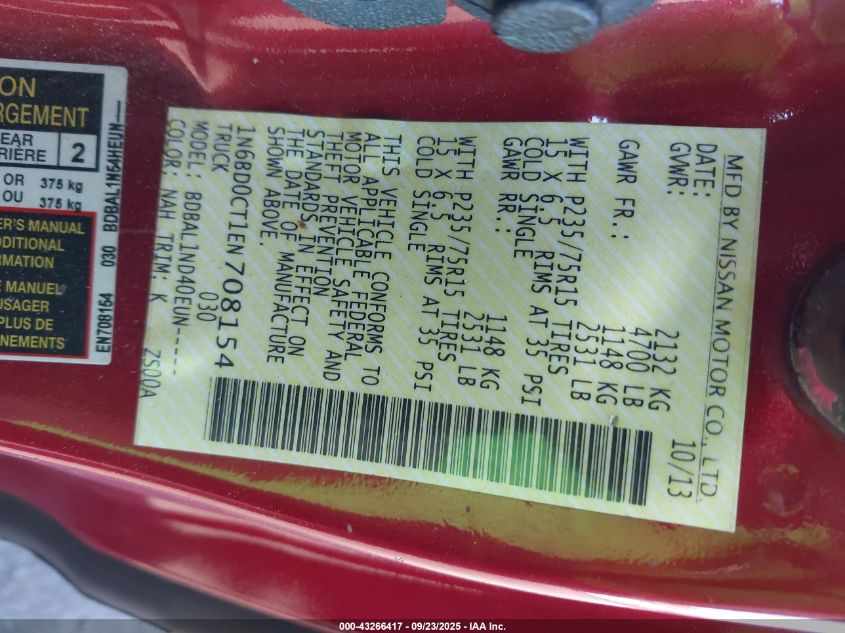 MFD BY NISSAN MOTOR CO., LTD.
DATE: 10/13
GVWR: 2132 KG
4700 LB
GAWR FR.: 1148 KG
2531 LB
WITH P235/75R15 TIRES
15 X 6.5 RIMS AT 35 PSI
COLD SINGLE
GAWR RR.: 1148 KG
2531 LB
WITH P235/75R15 TIRES
15 X 6.5 RIMS AT 35 PSI
COLD SINGLE
THIS VEHICLE CONFORMS TO
ALL APPLICABLE FEDERAL
MOTOR VEHICLE SAFETY AND
THEFT PREVENTION
STANDARDS IN EFFECT ON
THE DATE OF MANUFACTURE
SHOWN ABOVE.
1N6BD0CT1EN708154
TRUCK 030
MODEL: BDBAL1ND40EUN-----
COLOR: NAH TRIM: K ZS00A
ON
RGEMENT
EAR
RIÈRE 2
OR 375 kg
OU 375 kg
ER'S MANUAL
DDITIONAL
RMATION
E MANUEL
USAGER
PLUS DE
NEMENTS
EN708154 030 BDBAL1M54HEUN-----
000-43266417 - 09/23/2025 - IAA Inc.